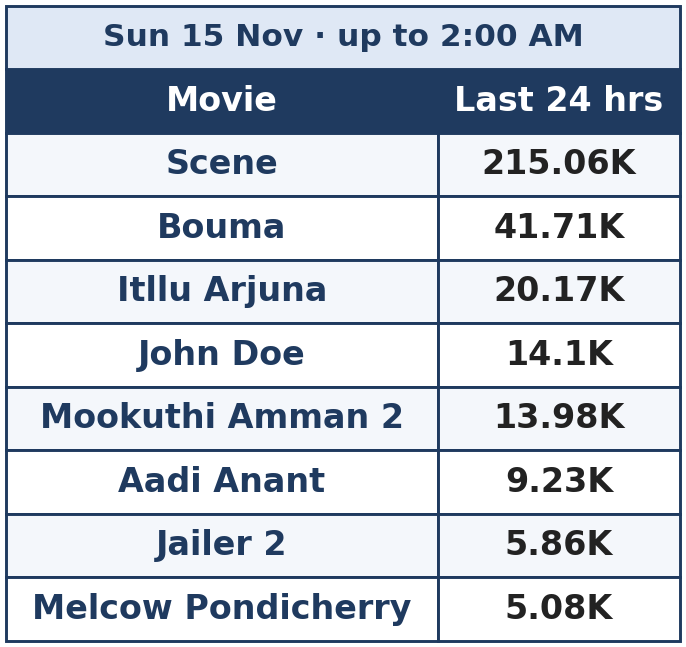 Sun 15 Nov · up to 2:00 AM
Movie Last 24 hrs
Scene 215.06K
Bouma 41.71K
Itllu Arjuna 20.17K
John Doe 14.1K
Mookuthi Amman 2 13.98K
Aadi Anant 9.23K
Jailer 2 5.86K
Melcow Pondicherry 5.08K